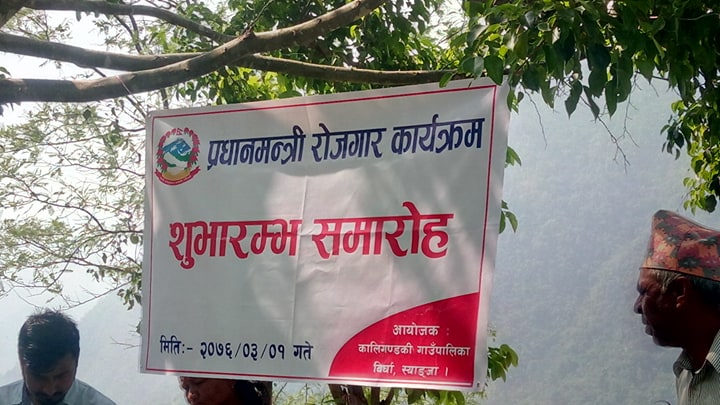 प्रधानमन्त्री रोजगार कार्यक्रम
शुभारम्भ समारोह
मिति:- २०७६/०३/०१ गते
आयोजक :
कालिगण्डकी गाउँपालिका
बिर्घा, स्याङ्जा ।